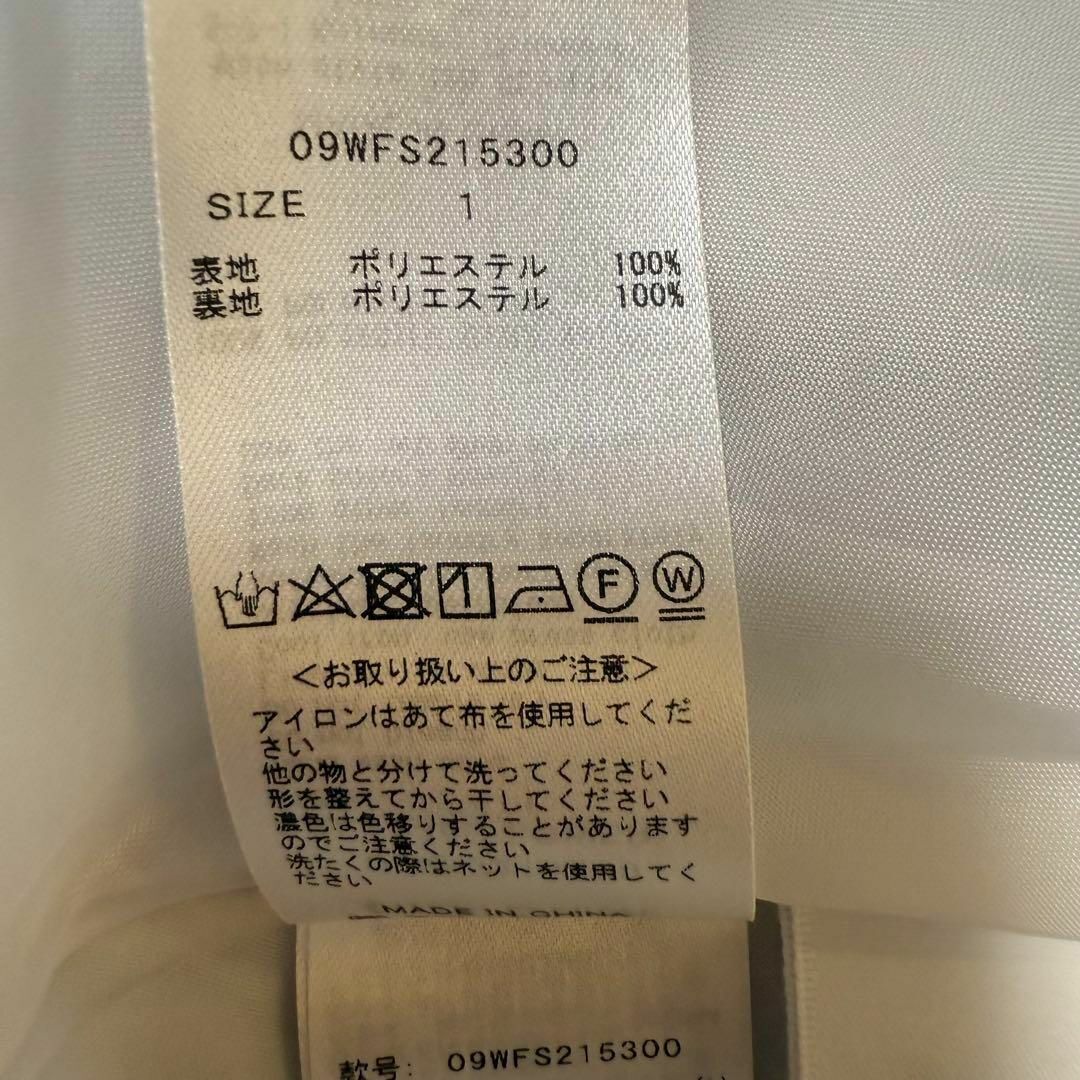 09WFS215300
SIZE 1
表地 ポリエステル 100%
裏地 ポリエステル 100%
F W
<お取り扱い上のご注意>
アイロンはあて布を使用してくだ
さい
他の物と分けて洗ってください
形を整えてから干してください
濃色は色移りすることがあります
のでご注意ください
洗たくの際はネットを使用してく
ださい
MADE IN CHINA
款号: 09WFS215300